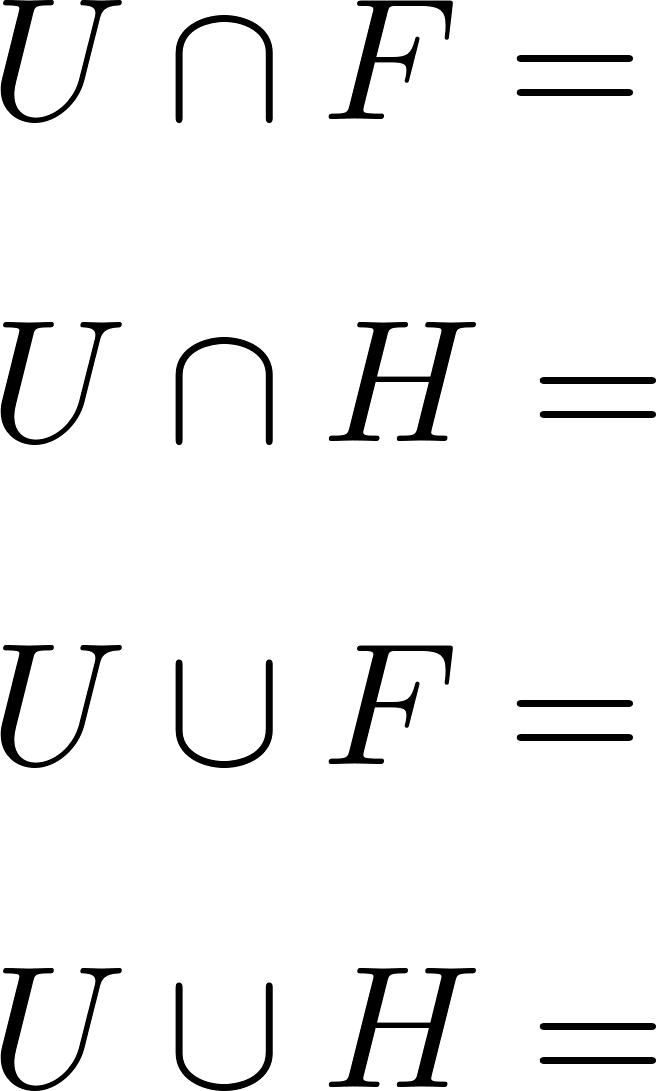 U ∩ F =
U ∩ H =
U ∪ F =
U ∪ H =